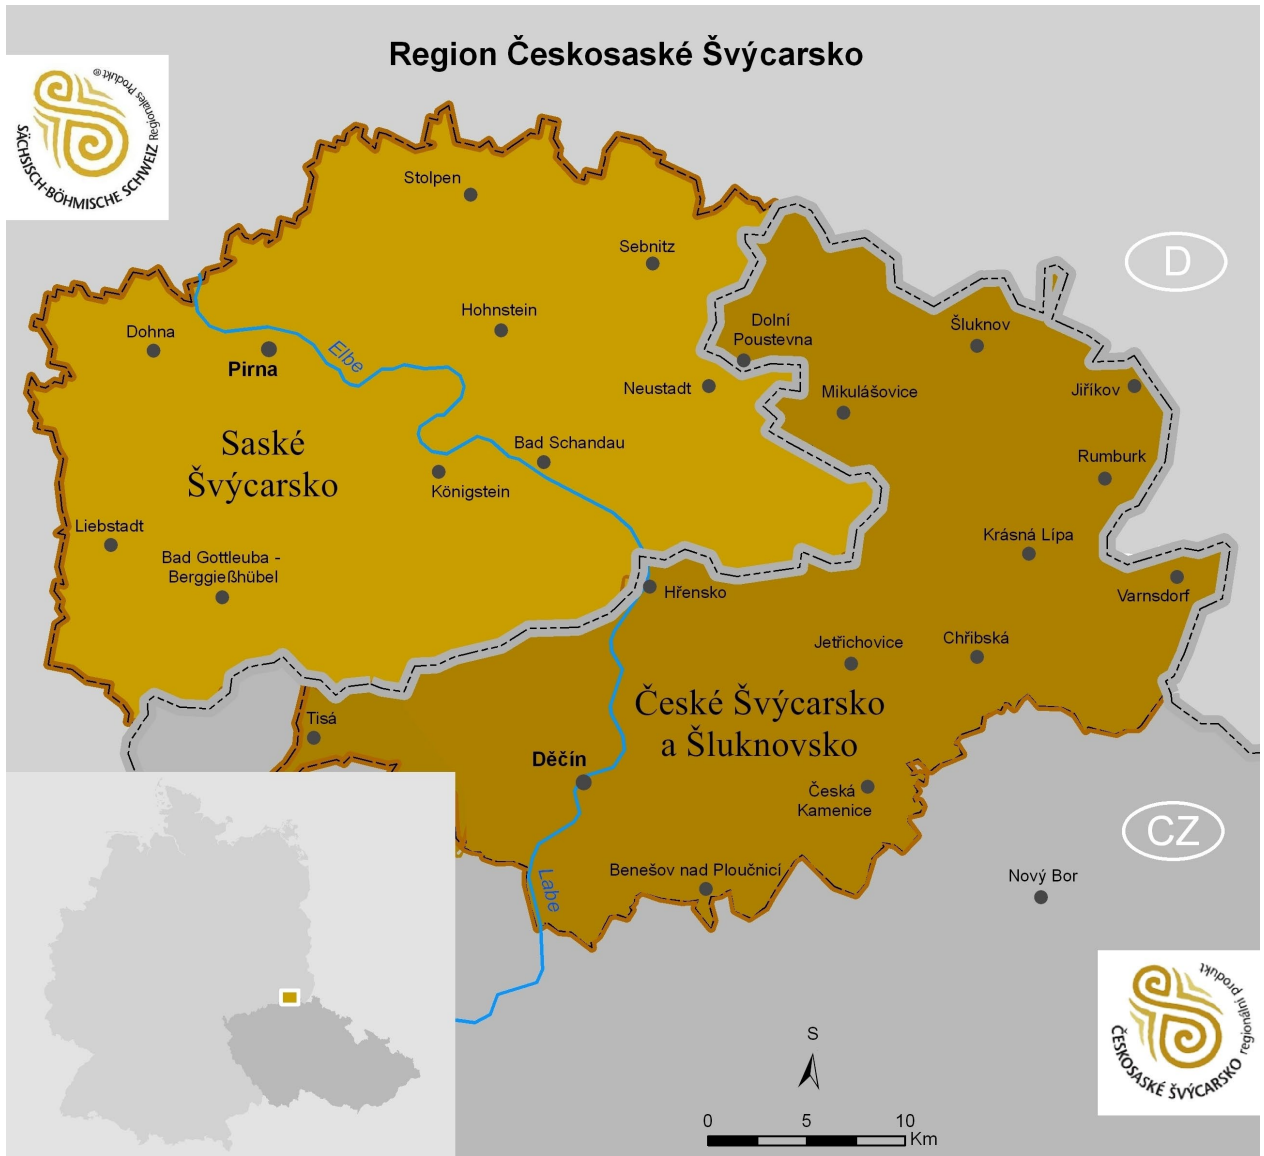 Region Českosaské Švýcarsko
SÄCHSISCH-BÖHMISCHE SCHWEIZ Regionales Produkt®
Stolpen
Sebnitz
D
Hohnstein
Dolní
Poustevna
Šluknov
Dohna
Elbe
Pirna
Neustadt
Mikulášovice
Jiříkov
Saské
Švýcarsko
Bad Schandau
Rumburk
Königstein
Liebstadt
Krásná Lípa
Bad Gottleuba -
Berggießhübel
Hřensko
Varnsdorf
Jetřichovice
Chřibská
České Švýcarsko
a Šluknovsko
Tisá
Děčín
Česká
Kamenice
CZ
Benešov nad Ploučnicí
Labe
Nový Bor
ČESKOSASKÉ ŠVÝCARSKO regionální produkt
S
0 5 10
Km